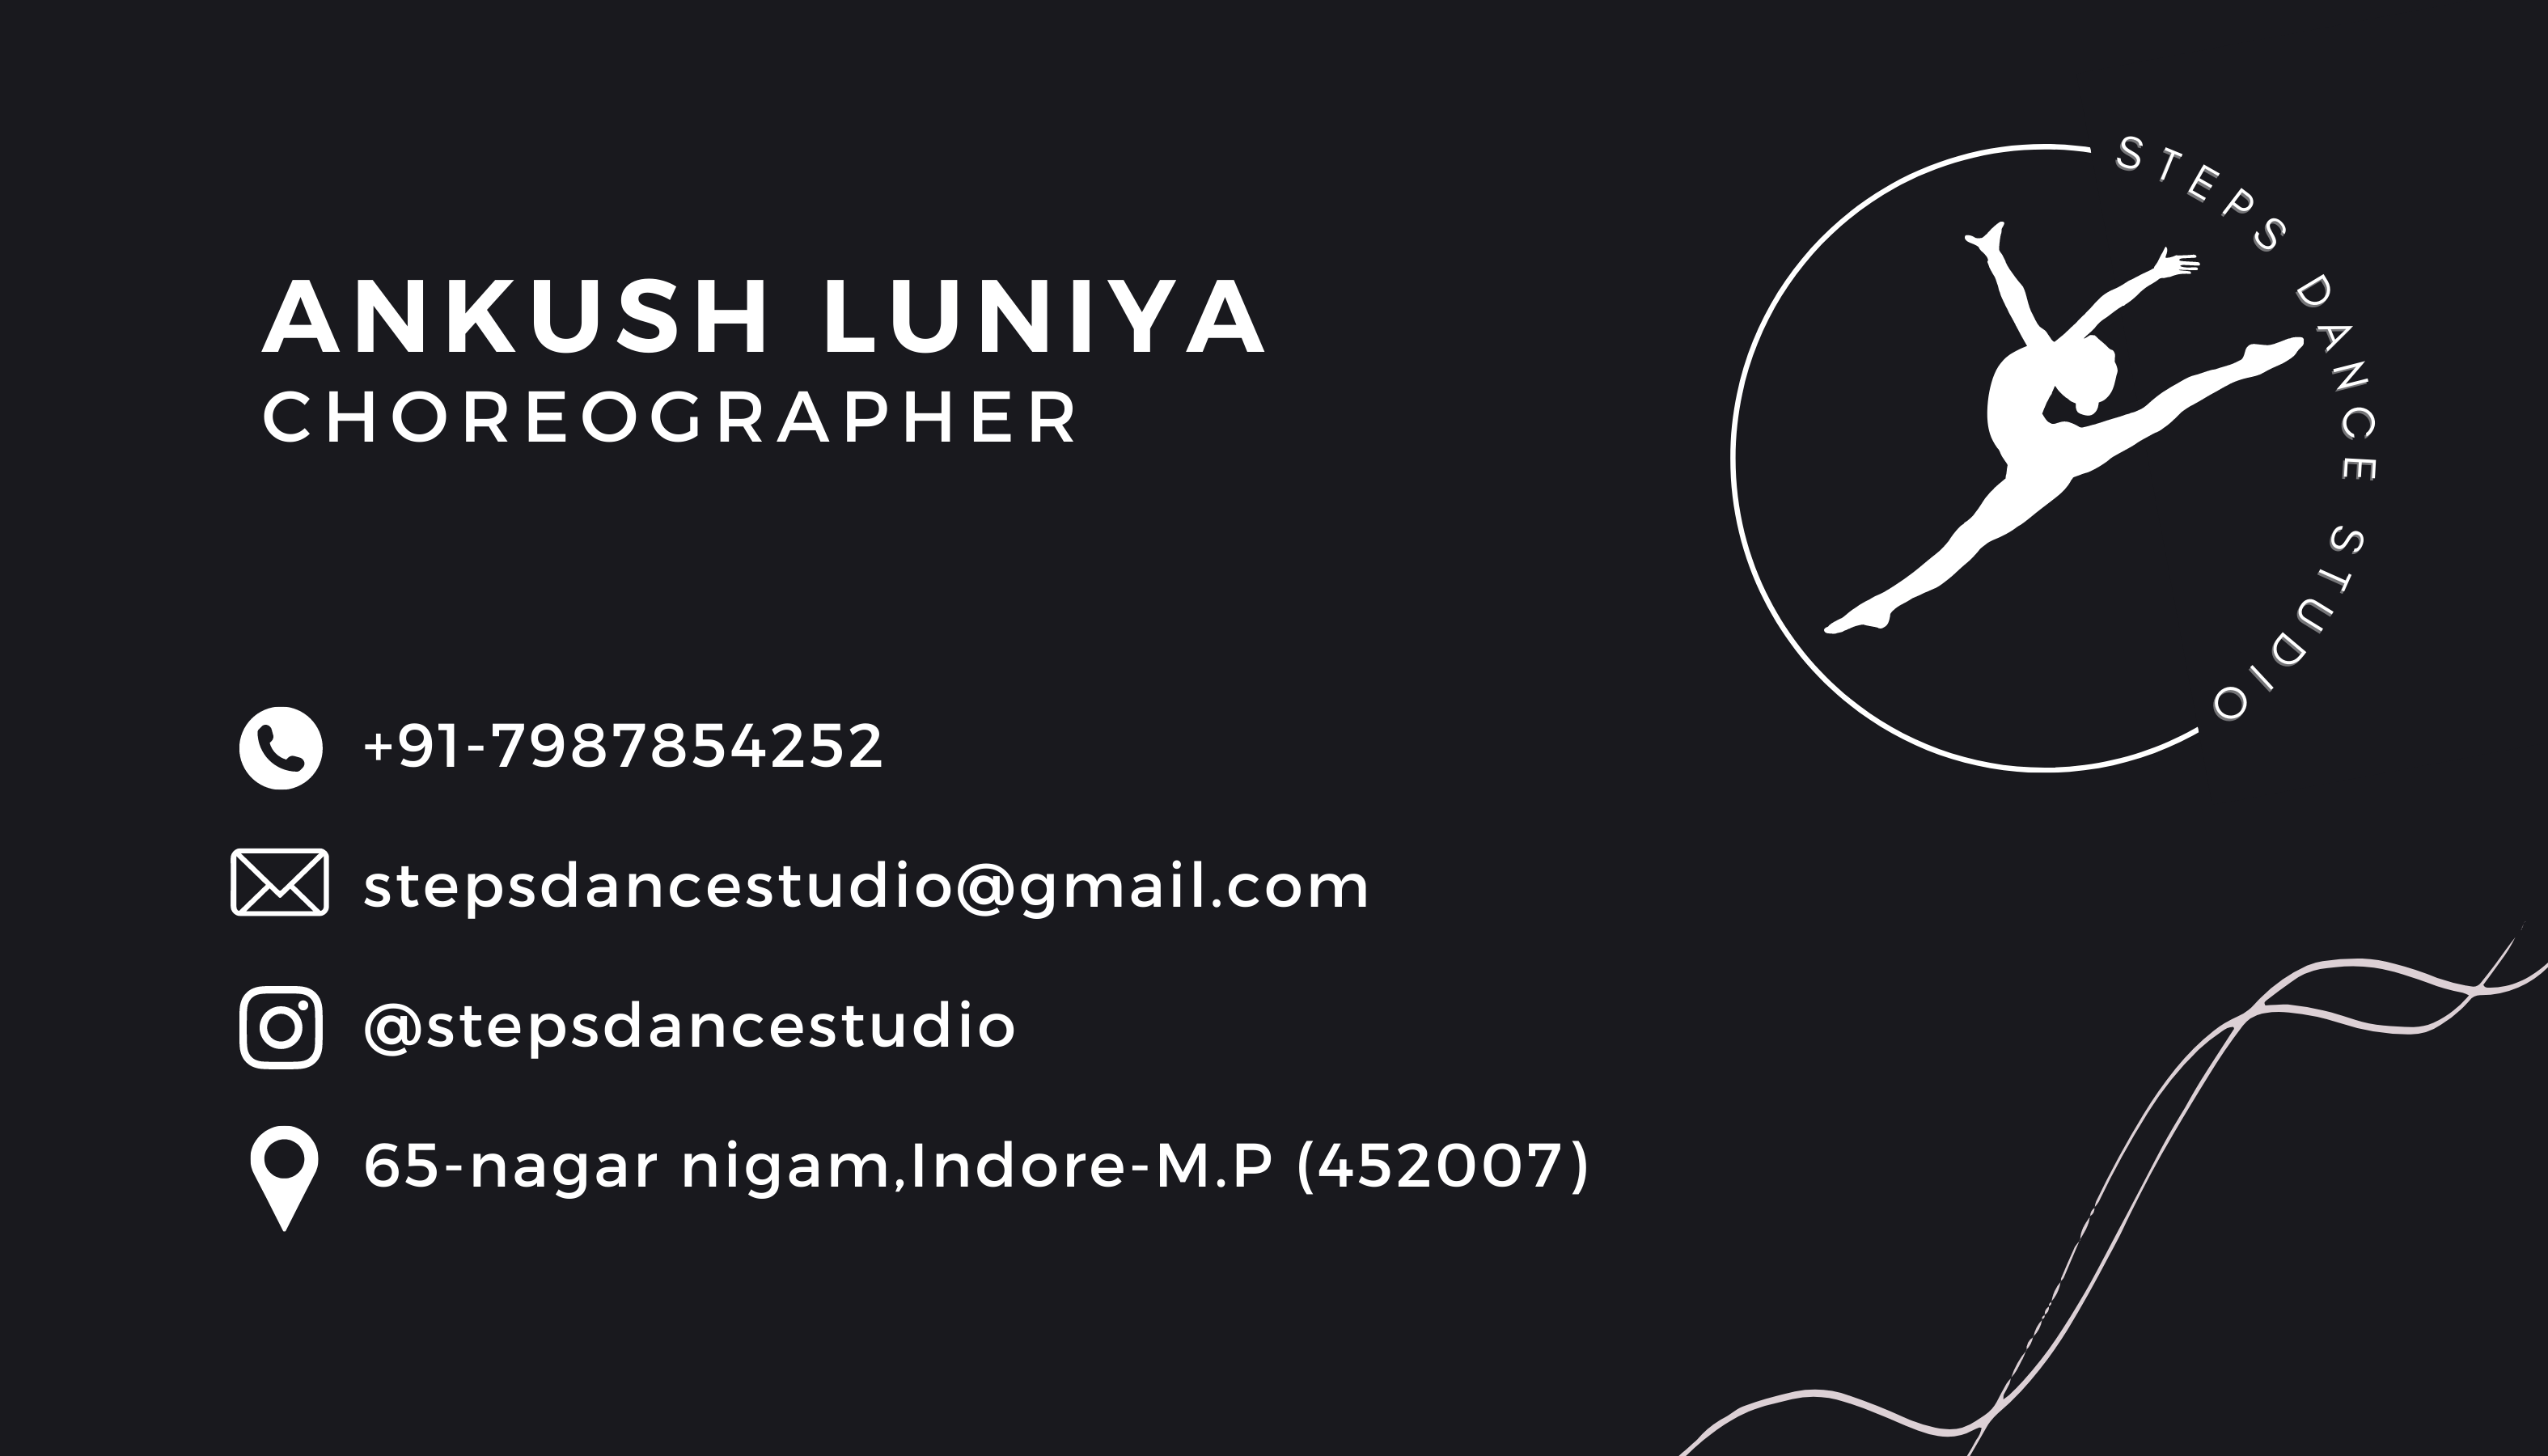 ANKUSH LUNIYA
CHOREOGRAPHER
STEPS DANCE STUDIO
+91-7987854252
stepsdancestudio@gmail.com
@stepsdancestudio
65-nagar nigam,Indore-M.P (452007)